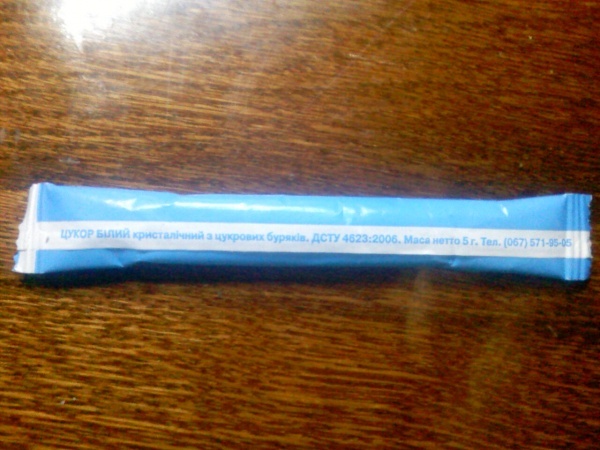 ЦУКОР БІЛИЙ кристалічний з цукрових буряків. ДСТУ 4623:2006. Маса нетто 5 г. Тел. (067) 571-95-05